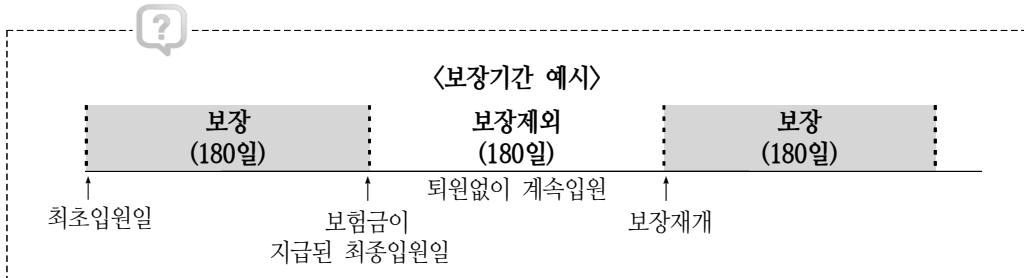 ?
〈보장기간 예시〉
보장 보장제외 보장
(180일) (180일) (180일)
퇴원없이 계속입원
최초입원일 보험금이 보장재개
지급된 최종입원일